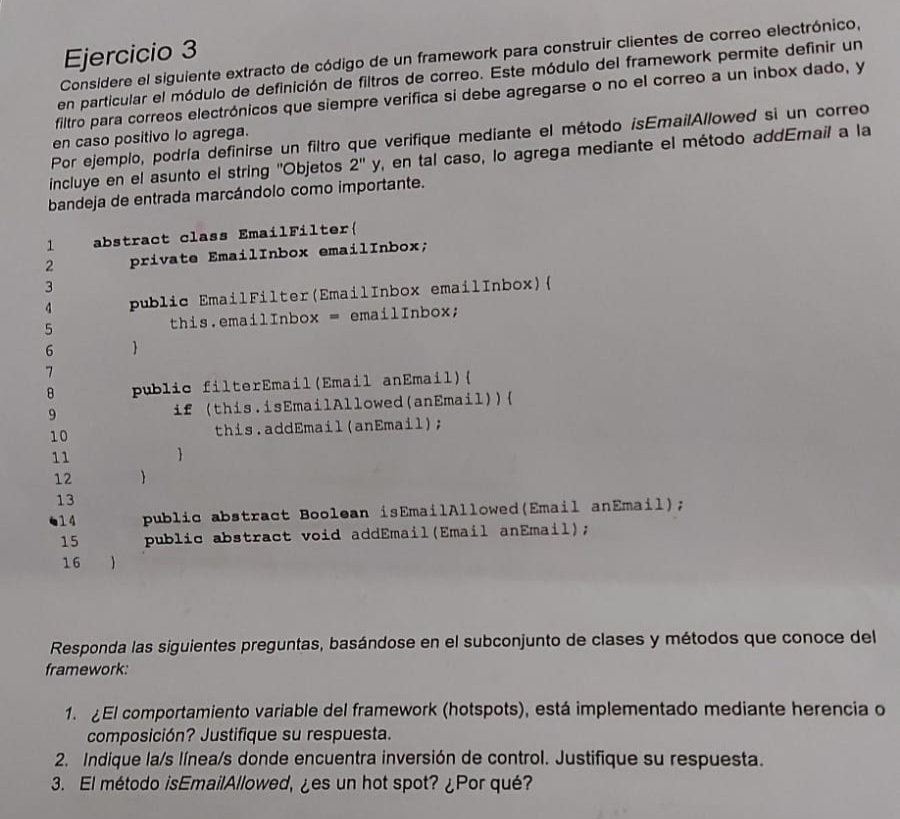 Ejercicio 3
Considere el siguiente extracto de código de un framework para construir clientes de correo electrónico,
en particular el módulo de definición de filtros de correo. Este módulo del framework permite definir un
filtro para correos electrónicos que siempre verifica si debe agregarse o no el correo a un inbox dado, y
en caso positivo lo agrega.
Por ejemplo, podría definirse un filtro que verifique mediante el método isEmailAllowed si un correo
incluye en el asunto el string "Objetos 2" y, en tal caso, lo agrega mediante el método addEmail a la
bandeja de entrada marcándolo como importante.
1 abstract class EmailFilter{
2 private EmailInbox emailInbox;
3
4 public EmailFilter(EmailInbox emailInbox){
5 this.emailInbox = emailInbox;
6 }
7
8 public filterEmail(Email anEmail){
9 if (this.isEmailAllowed(anEmail)){
10 this.addEmail(anEmail);
11 }
12 }
13
14 public abstract Boolean isEmailAllowed(Email anEmail);
15 public abstract void addEmail(Email anEmail);
16 }
Responda las siguientes preguntas, basándose en el subconjunto de clases y métodos que conoce del
framework:
1. ¿El comportamiento variable del framework (hotspots), está implementado mediante herencia o
composición? Justifique su respuesta.
2. Indique la/s línea/s donde encuentra inversión de control. Justifique su respuesta.
3. El método isEmailAllowed, ¿es un hot spot? ¿Por qué?